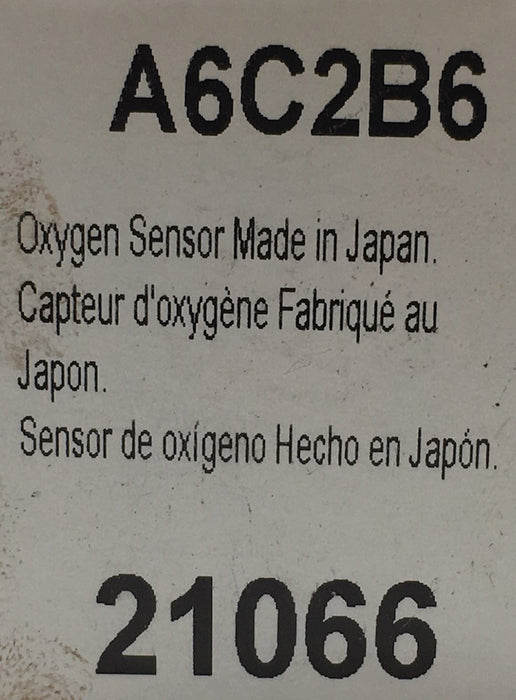 A6C2B6
Oxygen Sensor Made in Japan.
Capteur d'oxygène Fabriqué au
Japon.
Sensor de oxígeno Hecho en Japón.
21066